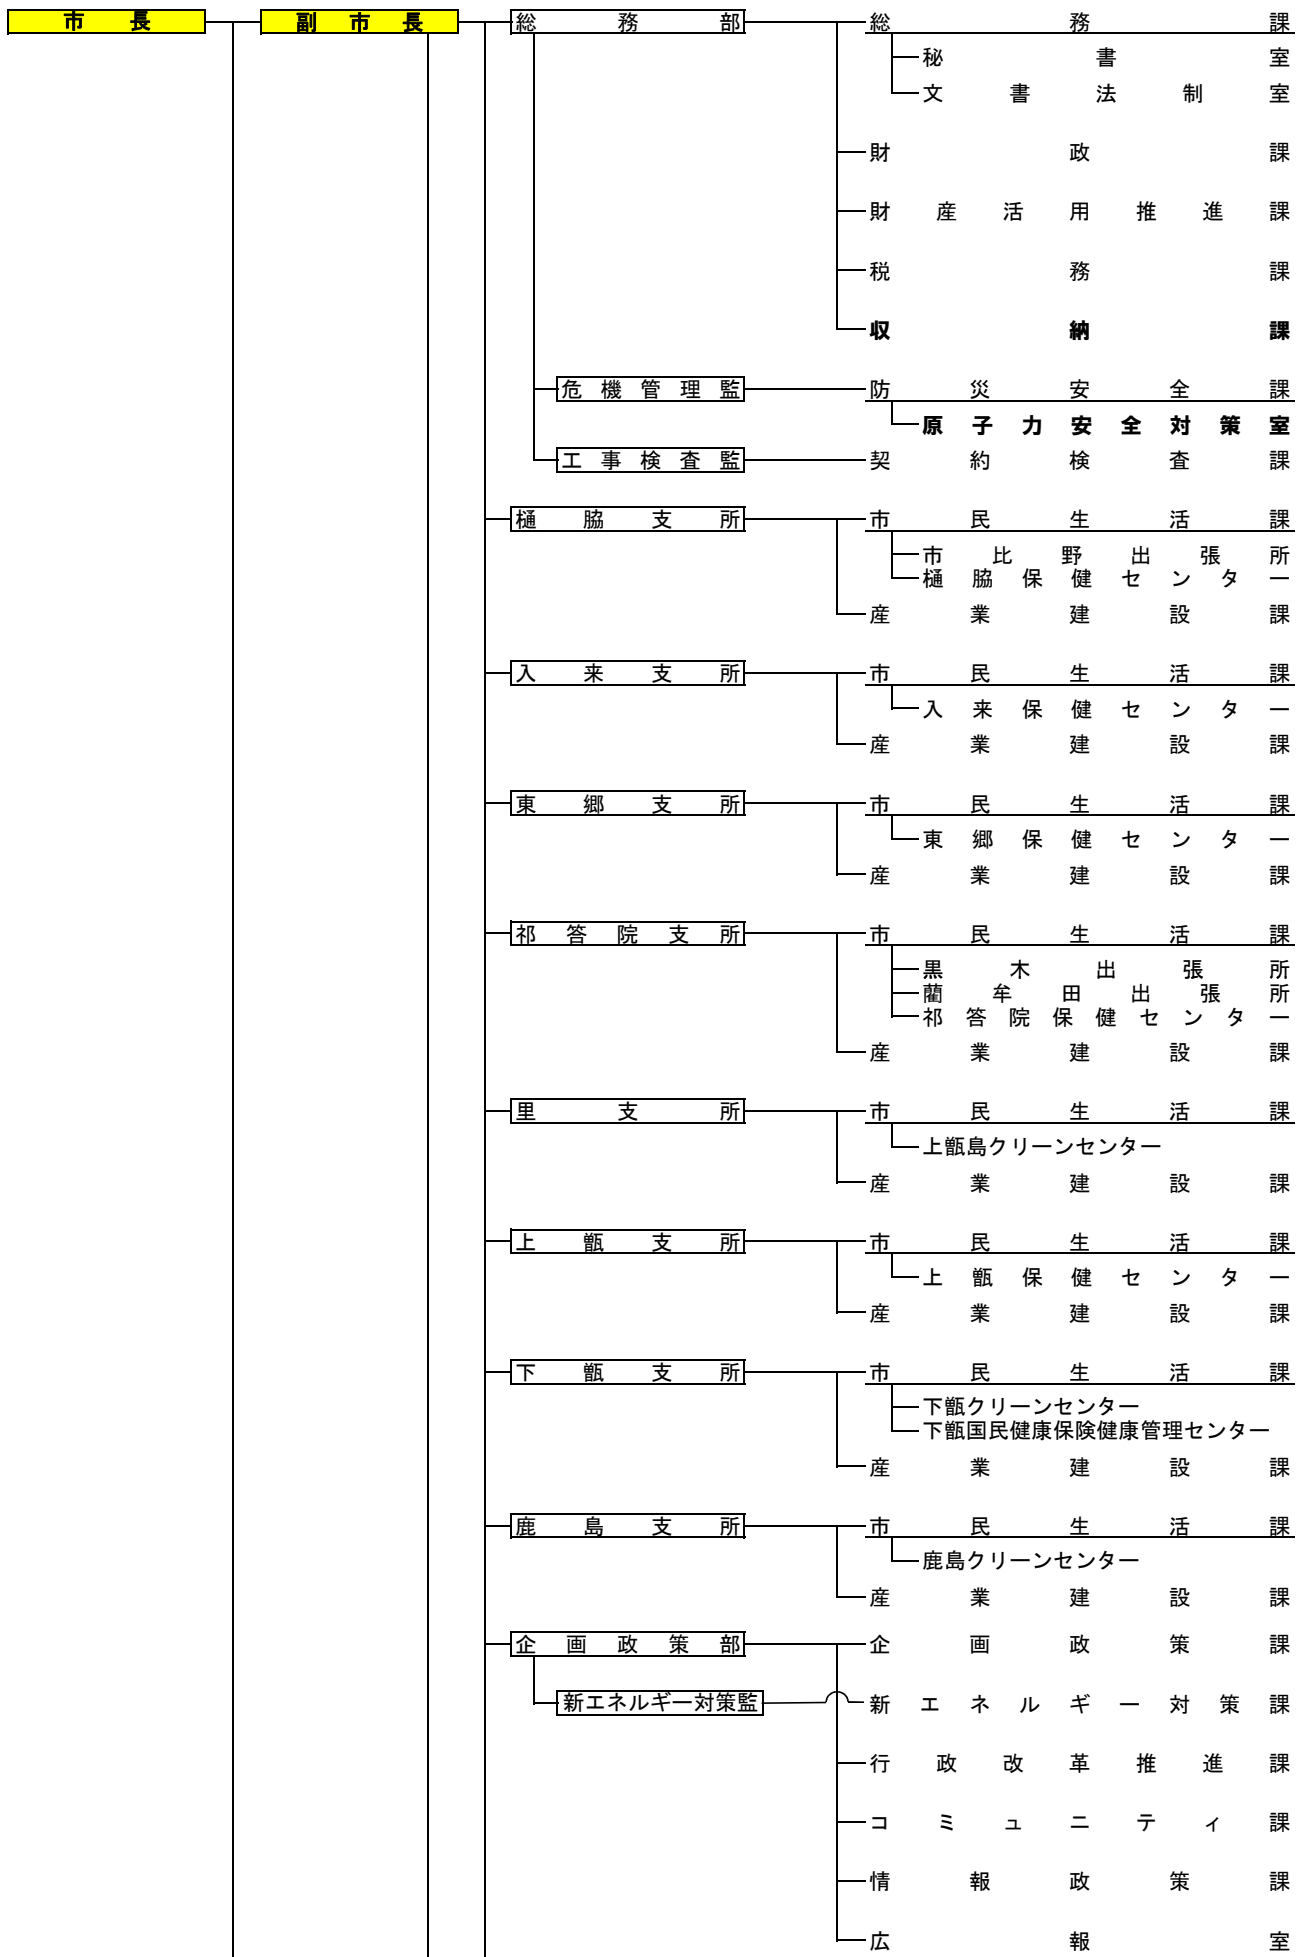 市長 副市長 総務部 総務課
秘書室
文書法制室
財政課
財産活用推進課
税務課
収納課
危機管理監 防災安全課
原子力安全対策室
工事検査監 契約検査課
樋脇支所 市民生活課
市比野出張所
樋脇保健センター
産業建設課
入来支所 市民生活課
入来保健センター
産業建設課
東郷支所 市民生活課
東郷保健センター
産業建設課
祁答院支所 市民生活課
黒木出張所
藺牟田出張所
祁答院保健センター
産業建設課
里支所 市民生活課
上甑島クリーンセンター
産業建設課
上甑支所 市民生活課
上甑保健センター
産業建設課
下甑支所 市民生活課
下甑クリーンセンター
下甑国民健康保険健康管理センター
産業建設課
鹿島支所 市民生活課
鹿島クリーンセンター
産業建設課
企画政策部 企画政策課
新エネルギー対策監 新エネルギー対策課
行政改革推進課
コミュニティ課
情報政策課
広報室